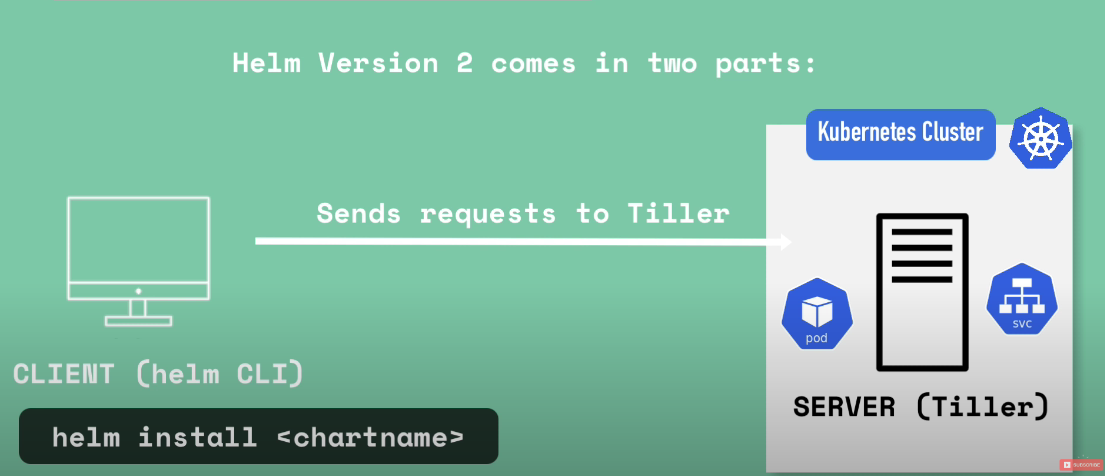 Helm Version 2 comes in two parts:
Kubernetes Cluster
Sends requests to Tiller
pod
svc
CLIENT (helm CLI)
SERVER (Tiller)
helm install <chartname>
SUBSCRIBE